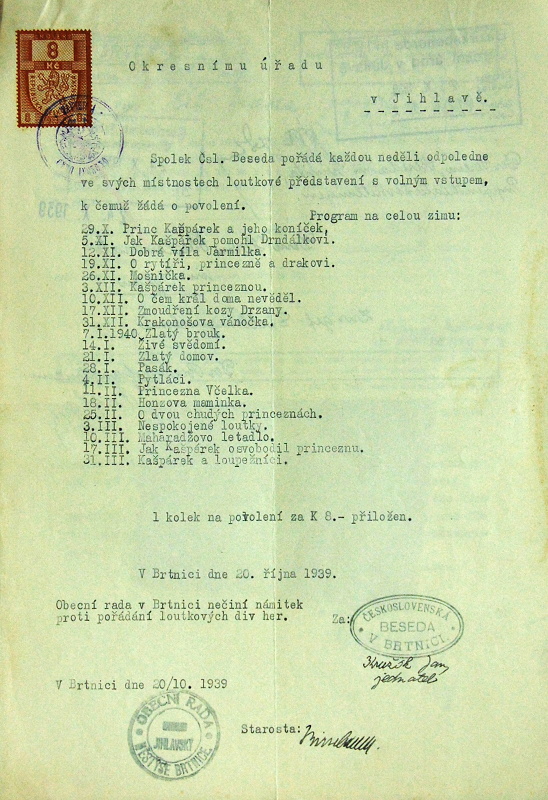 8
Kč
8 8
Okresnímu úřadu
v Jihlavě.
Spolek Čsl. Beseda pořádá každou neděli odpoledne
ve svých místnostech loutkové představení s volným vstupem,
k čemuž žádá o povolení.
Program na celou zimu:
29.X. Princ Kašpárek a jeho koníček,
5.XI. Jak Kašpárek pomohl Drndálkovi.
12.XI. Dobrá víla Jarmilka.
19.XI. O rytíři, princezně a drakovi.
26.XI. Mošnička.
3.XII. Kašpárek princeznou.
10.XII. O čem král doma nevěděl.
17.XII. Zmoudření kozy Drzany.
31.XII. Krakonošova vánočka.
7.I.1940. Zlatý brouk.
14.I. Živé svědomí.
21.I. Zlatý domov.
28.I. Pasák.
4.II. Pytláci.
11.II. Princezna Včelka.
18.II. Honzova maminka.
25.II. O dvou chudých princeznách.
3.III. Nespokojené loutky.
10.III. Maharadžovo letadlo.
17.III. Jak Kašpárek osvobodil princeznu.
31.III. Kašpárek a loupežníci.
1 kolek na povolení za K 8.- přiložen.
V Brtnici dne 20. října 1939.
Obecní rada v Brtnici nečiní námitek
proti pořádání loutkových div her.
Za:
ČESKOSLOVENSKÁ
BESEDA
V BRTNICI.
Jan
jednatel
V Brtnici dne 20/10. 1939
OBECNÍ RADA
JIHLAVSKÝ
MĚSTYSE BRTNICE
Starosta: